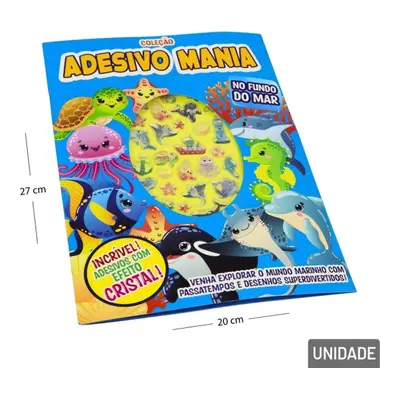 COLEÇÃO
ADESIVO MANIA
NO FUNDO
DO MAR
27 cm
INCRÍVEL!
ADESIVOS COM
EFEITO
CRISTAL!
VENHA EXPLORAR O MUNDO MARINHO COM
PASSATEMPOS E DESENHOS SUPERDIVERTIDOS!
20 cm
UNIDADE